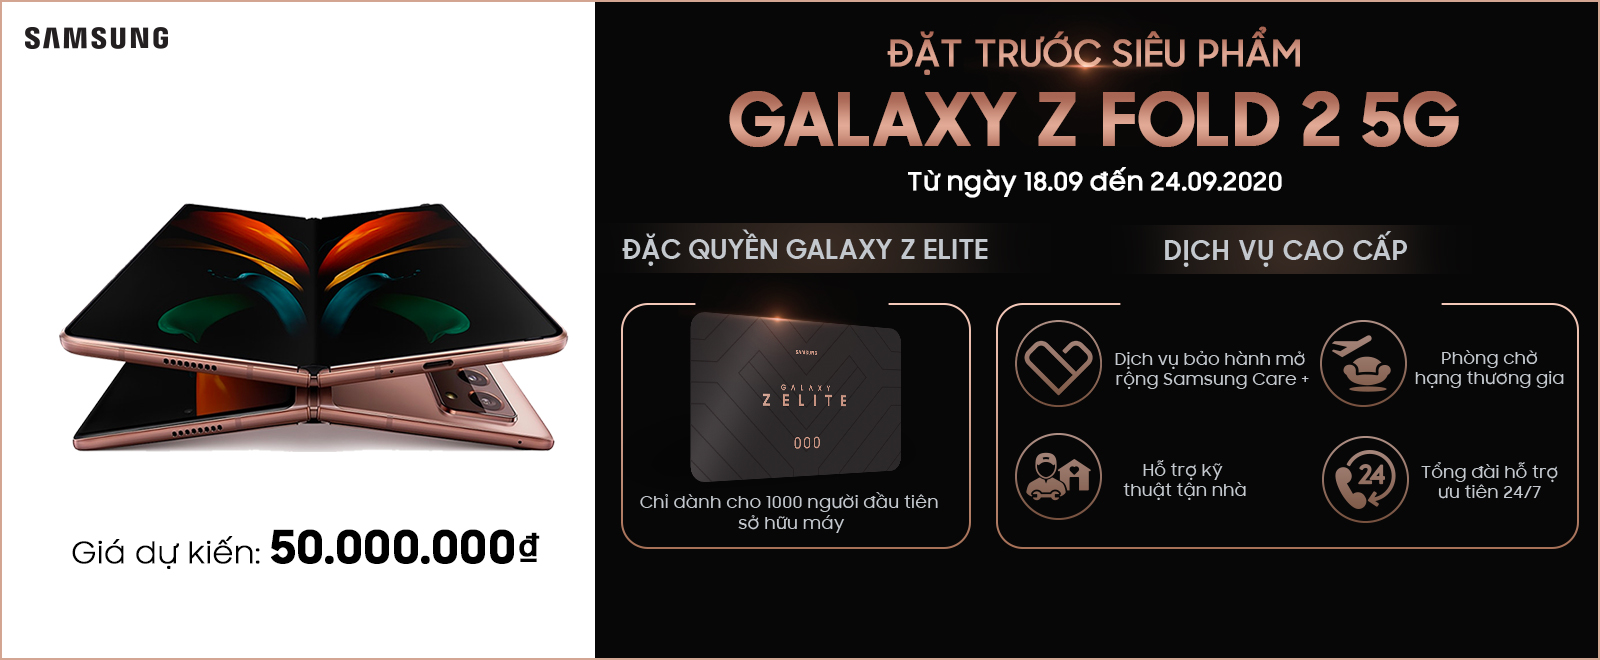 SAMSUNG
Giá dự kiến: 50.000.000₫
ĐẶT TRƯỚC SIÊU PHẨM
GALAXY Z FOLD 2 5G
Từ ngày 18.09 đến 24.09.2020
ĐẶC QUYỀN GALAXY Z ELITE
SAMSUNG
GALAXY
Z ELITE
000
Chỉ dành cho 1000 người đầu tiên
sở hữu máy
DỊCH VỤ CAO CẤP
Dịch vụ bảo hành mở
rộng Samsung Care +
Phòng chờ
hạng thương gia
Hỗ trợ kỹ
thuật tận nhà
24
Tổng đài hỗ trợ
ưu tiên 24/7